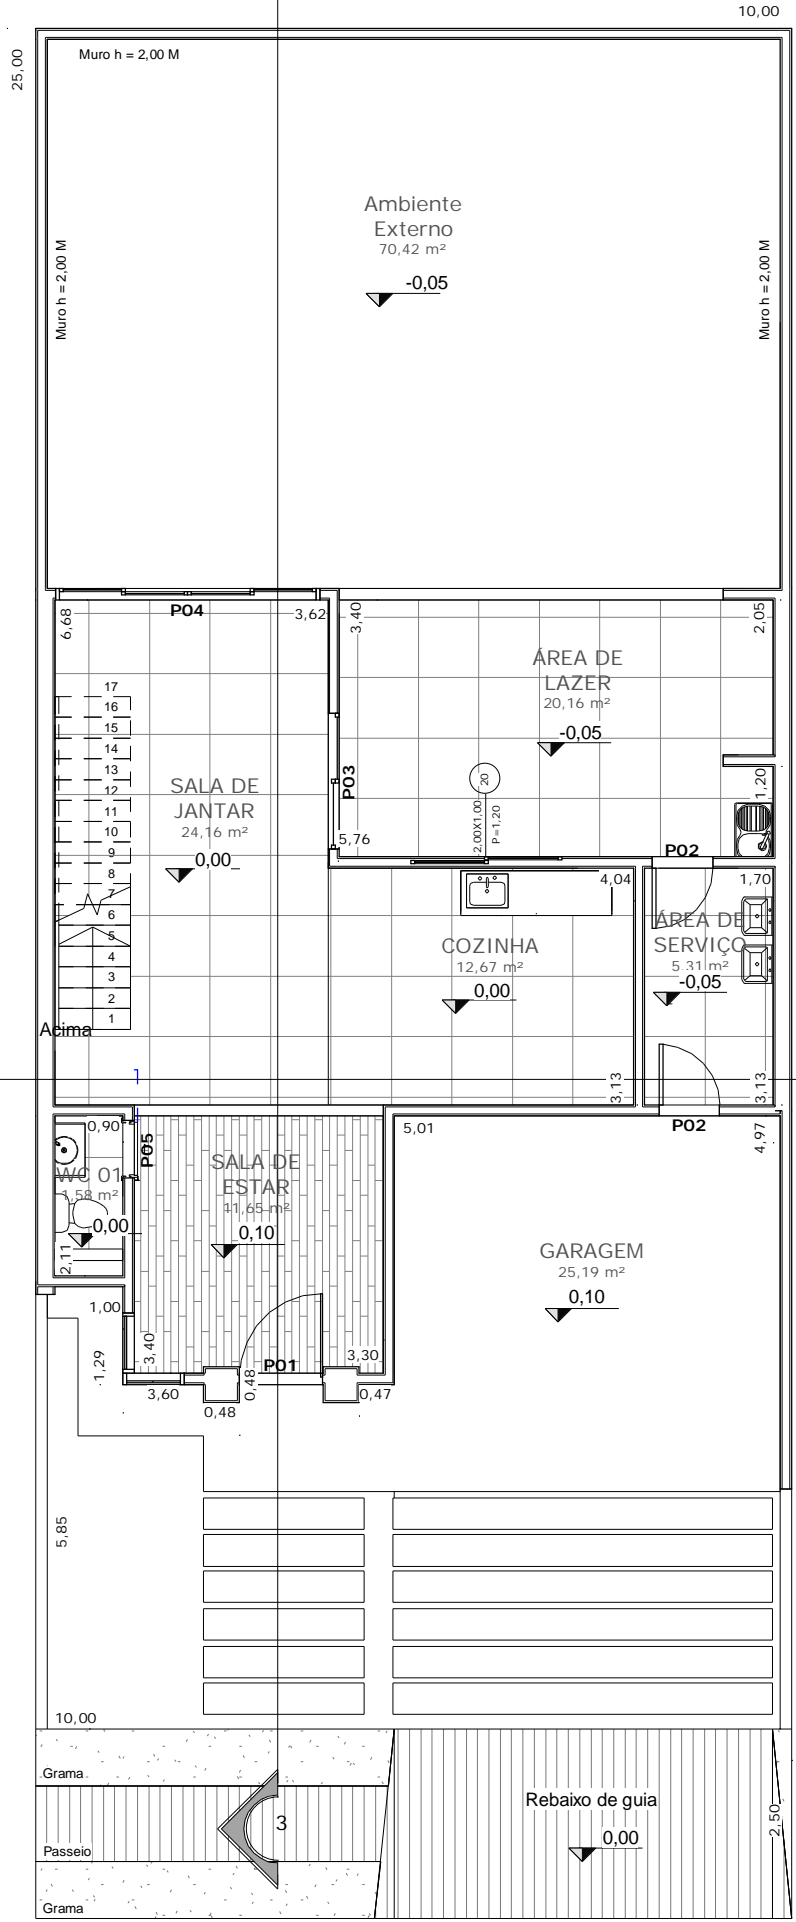 10,00
25,00
Muro h = 2,00 M
Ambiente
Externo
70,42 m²
-0,05
Muro h = 2,00 M
Muro h = 2,00 M
P04
6,68
3,62
3,40
2,05
ÁREA DE
LAZER
20,16 m²
-0,05
17
16
15
14
13
12
11
10
9
8
7
6
5
4
3
2
1
Acima
SALA DE
JANTAR
24,16 m²
0,00
P03
5,76
20
2,00X1,00
P=1,20
1,20
P02
4,04
1,70
COZINHA
12,67 m²
0,00
ÁREA DE
SERVIÇO
5,31 m²
-0,05
3,13
3,13
1
0,90
P05
WC 01
1,58 m²
0,00
2,11
SALA DE
ESTAR
11,65 m²
0,10
5,01
P02
4,97
GARAGEM
25,19 m²
0,10
1,00
1,29
3,40
3,30
P01
3,60
0,48
0,48
0,47
5,85
10,00
Grama
Passeio
Grama
3
Rebaixo de guia
0,00
2,50